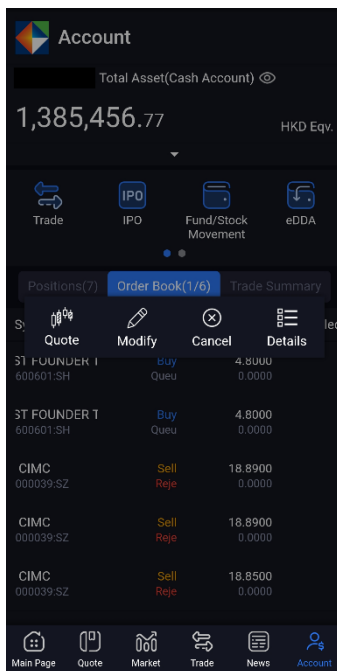 Account
Total Asset(Cash Account)
1,385,456.77
HKD Eqv.
Trade
IPO
IPO
Fund/Stock
Movement
eDDA
Positions(7)
Order Book(1/6)
Trade Summary
Quote
Modify
Cancel
Details
ST FOUNDER T
Buy
4.8000
600601:SH
Queu
0.0000
ST FOUNDER T
Buy
4.8000
600601:SH
Queu
0.0000
CIMC
Sell
18.8900
000039:SZ
Reje
0.0000
CIMC
Sell
18.8900
000039:SZ
Reje
0.0000
CIMC
Sell
18.8500
000039:SZ
Reje
0.0000
Main Page
Quote
Market
Trade
News
Account